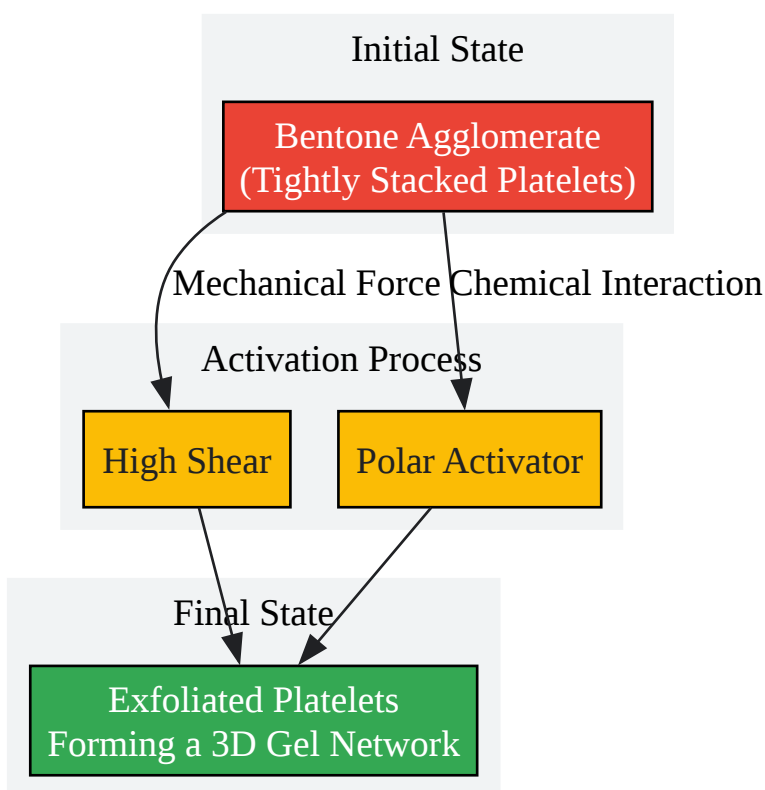 Initial State
Bentone Agglomerate
(Tightly Stacked Platelets)
Mechanical Force
Chemical Interaction
Activation Process
High Shear
Polar Activator
Final State
Exfoliated Platelets
Forming a 3D Gel Network